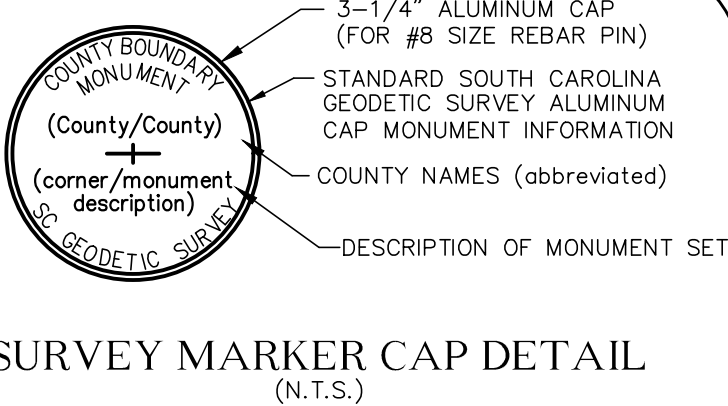 COUNTY BOUNDARY
MONUMENT
(County/County)
(corner/monument
description)
SC GEODETIC SURVEY
3-1/4" ALUMINUM CAP
(FOR #8 SIZE REBAR PIN)
STANDARD SOUTH CAROLINA
GEODETIC SURVEY ALUMINUM
CAP MONUMENT INFORMATION
COUNTY NAMES (abbreviated)
DESCRIPTION OF MONUMENT SET
SURVEY MARKER CAP DETAIL
(N.T.S.)